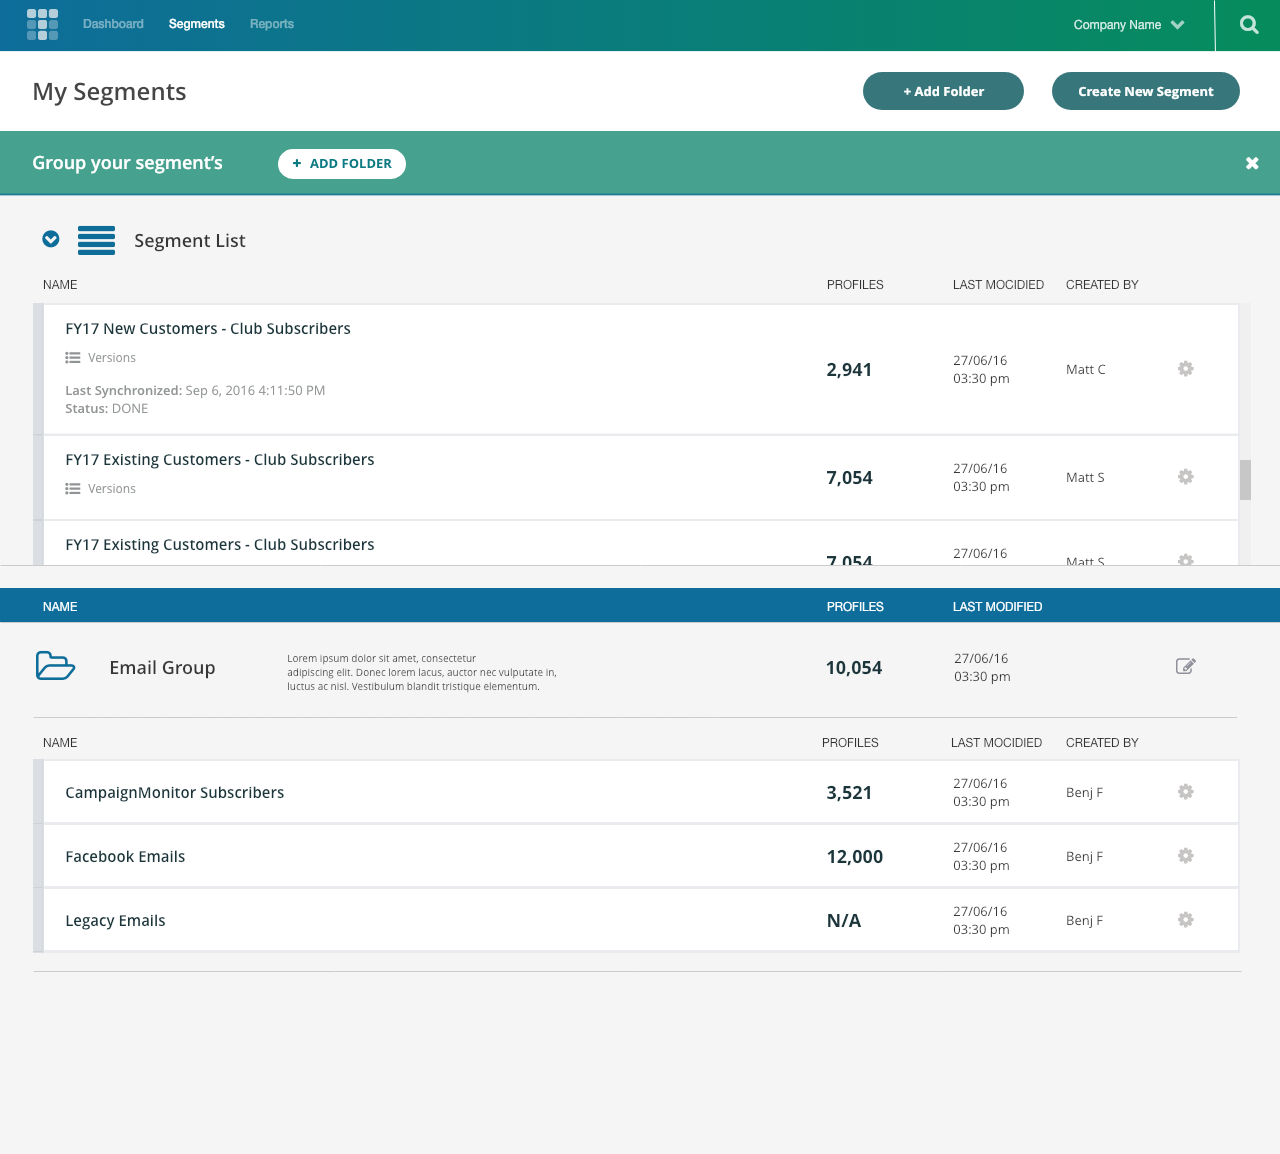 Dashboard Segments Reports Company Name
My Segments + Add Folder Create New Segment
Group your segment’s + ADD FOLDER
Segment List
NAME PROFILES LAST MOCIDIED CREATED BY
FY17 New Customers - Club Subscribers
Versions
Last Synchronized: Sep 6, 2016 4:11:50 PM
Status: DONE
2,941
27/06/16
03:30 pm
Matt C
FY17 Existing Customers - Club Subscribers
Versions
7,054
27/06/16
03:30 pm
Matt S
FY17 Existing Customers - Club Subscribers
7,054
27/06/16
Matt S
NAME PROFILES LAST MODIFIED
Email Group
Lorem ipsum dolor sit amet, consectetur
adipiscing elit. Donec lorem lacus, auctor nec vulputate in,
luctus ac nisl. Vestibulum blandit tristique elementum.
10,054
27/06/16
03:30 pm
NAME PROFILES LAST MOCIDIED CREATED BY
CampaignMonitor Subscribers
3,521
27/06/16
03:30 pm
Benj F
Facebook Emails
12,000
27/06/16
03:30 pm
Benj F
Legacy Emails
N/A
27/06/16
03:30 pm
Benj F